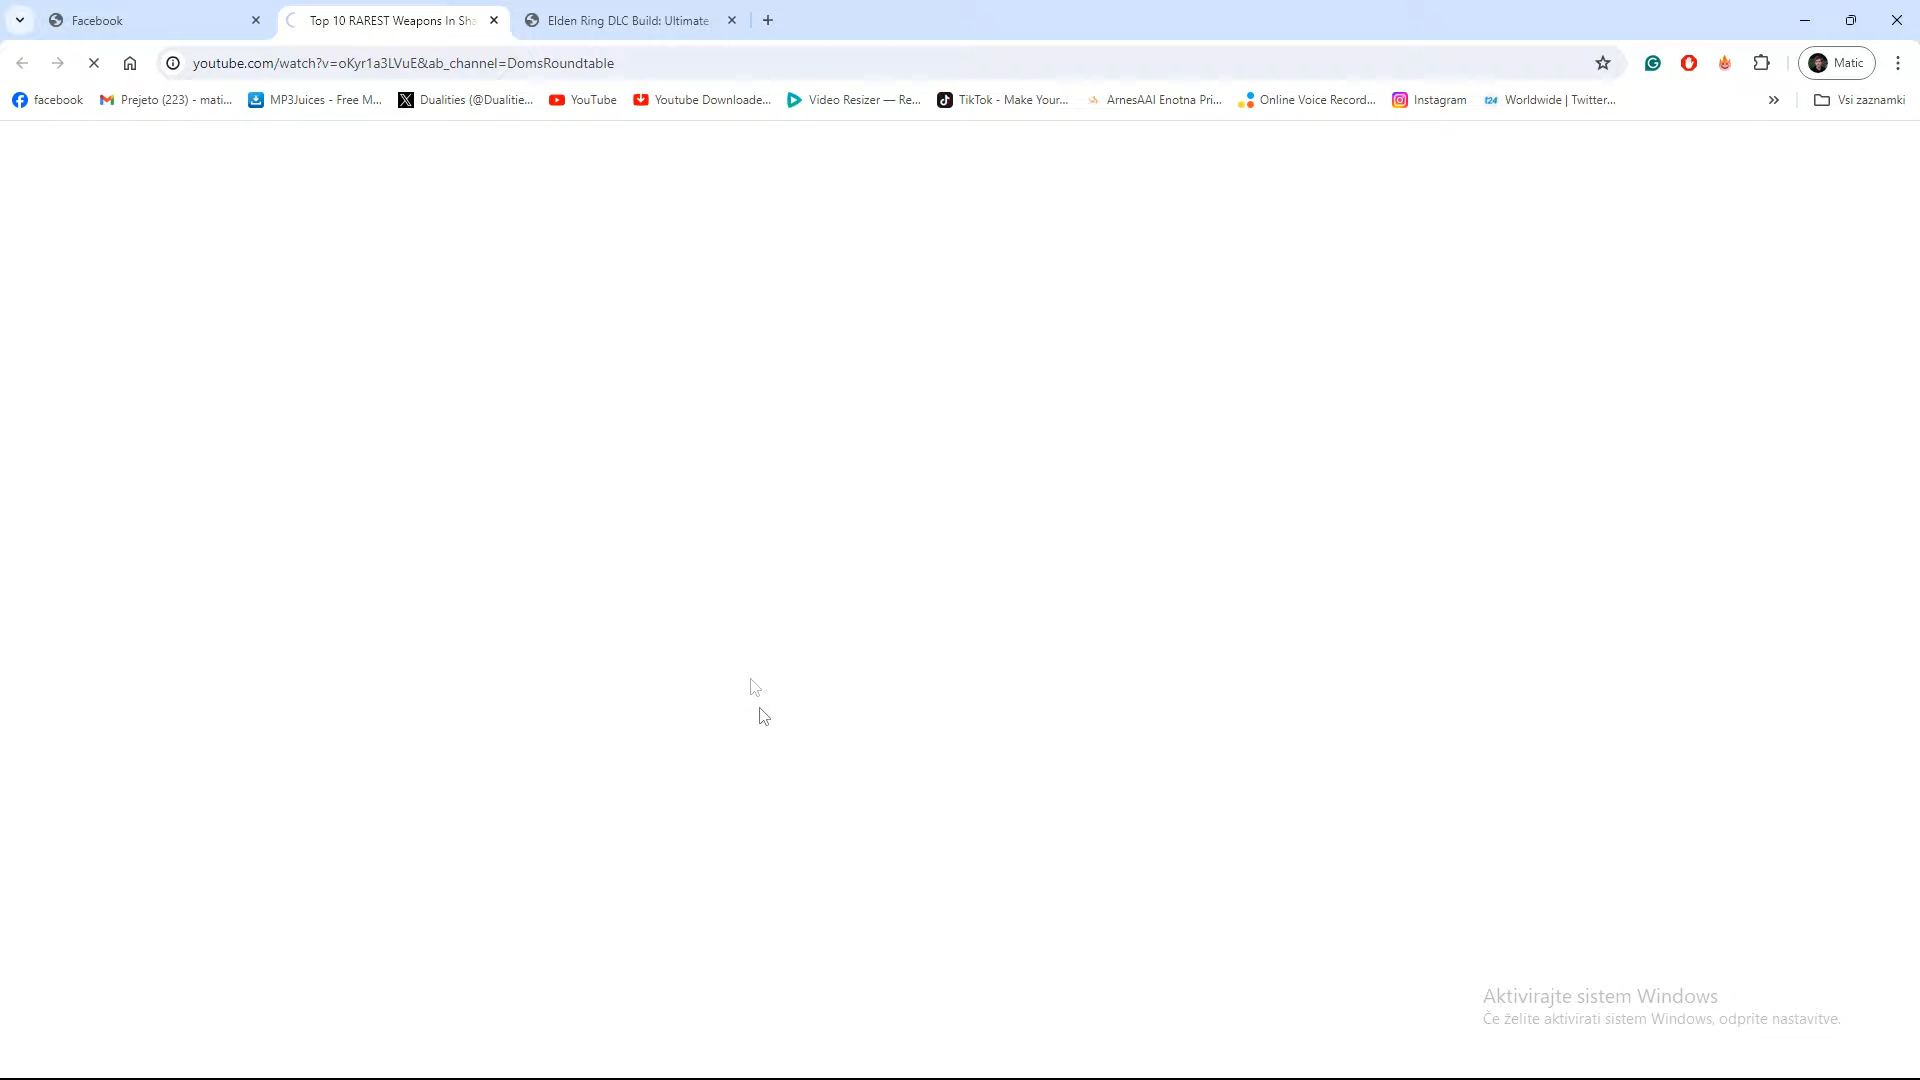 Facebook
Top 10 RAREST Weapons In Sha
Elden Ring DLC Build: Ultimate
youtube.com/watch?v=oKyr1a3LVuE&ab_channel=DomsRoundtable
Matic
facebook
Prejeto (223) - mati...
MP3Juices - Free M...
Dualities (@Dualitie...
YouTube
Youtube Downloade...
Video Resizer — Re...
TikTok - Make Your...
ArnesAAI Enotna Pri...
Online Voice Record...
Instagram
t24
Worldwide | Twitter...
Vsi zaznamki
Aktivirajte sistem Windows
Če želite aktivirati sistem Windows, odprite nastavitve.